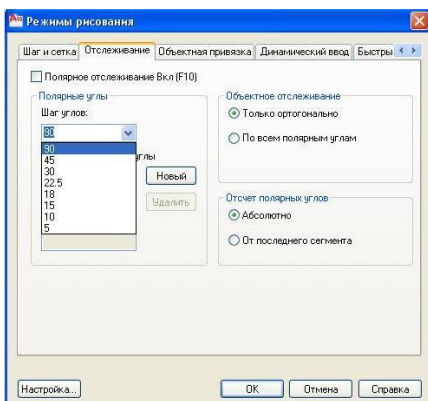 Режимы рисования
Шаг и сетка Отслеживание Объектная привязка Динамический ввод Быстры
Полярное отслеживание Вкл (F10)
Полярные углы
Шаг углов:
90
90
45
30
22.5
18
15
10
5
глы
Новый
Удалить
Объектное отслеживание
Только ортогонально
По всем полярным углам
Отсчет полярных углов
Абсолютно
От последнего сегмента
Настройка...
ОК
Отмена
Справка